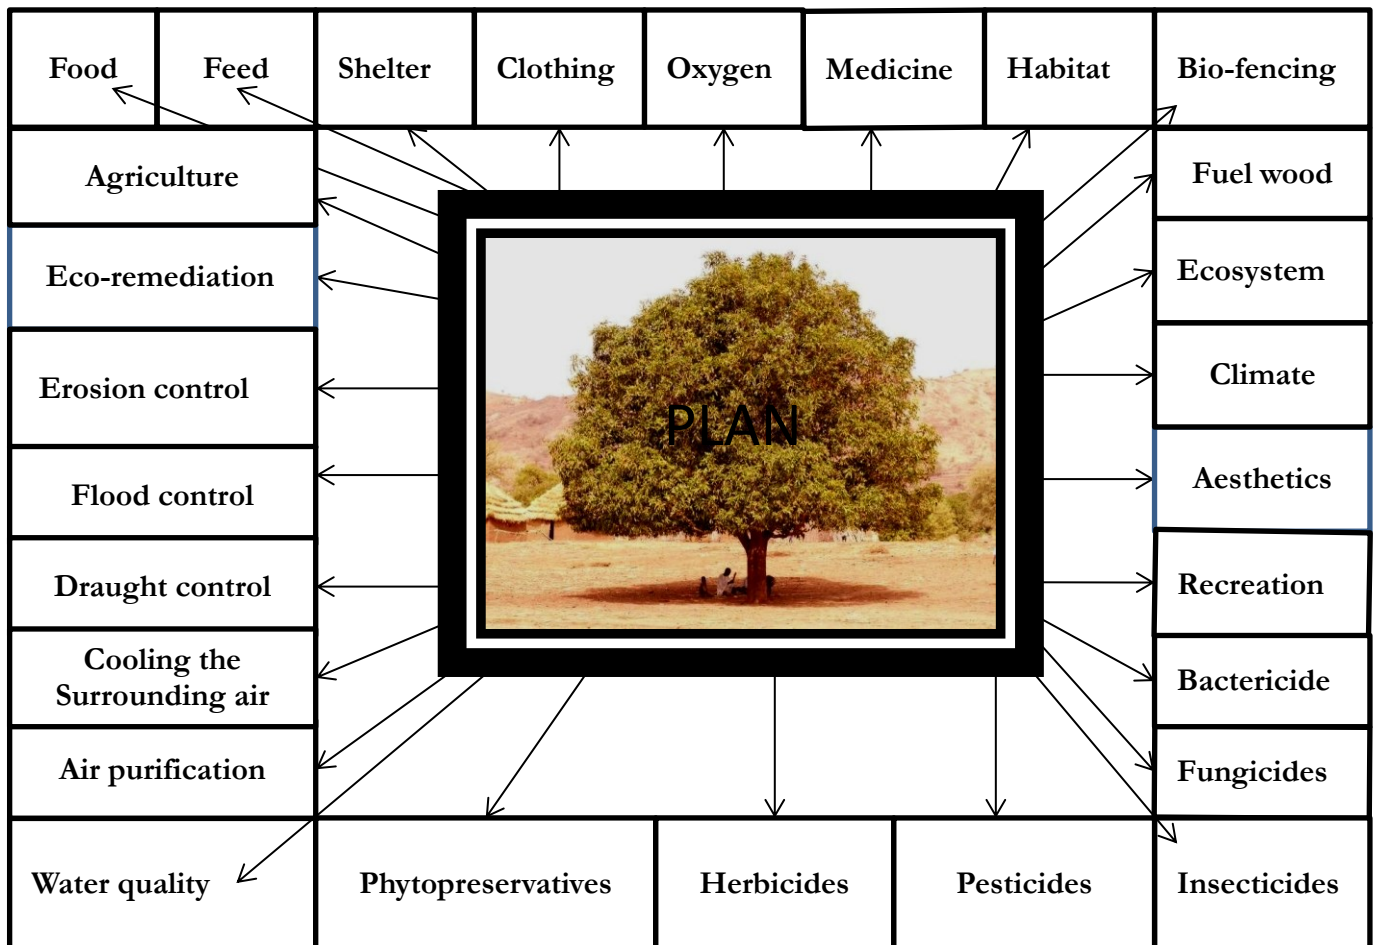 Food
Feed
Shelter
Clothing
Oxygen
Medicine
Habitat
Bio-fencing
Agriculture
Fuel wood
Eco-remediation
Ecosystem
Erosion control
Climate
PLAN
Flood control
Aesthetics
Draught control
Recreation
Cooling the
Surrounding air
Bactericide
Air purification
Fungicides
Water quality
Phytopreservatives
Herbicides
Pesticides
Insecticides